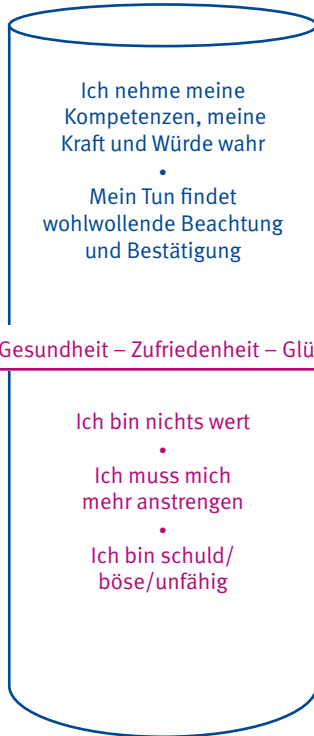 Ich nehme meine
Kompetenzen, meine
Kraft und Würde wahr
•
Mein Tun findet
wohlwollende Beachtung
und Bestätigung
Gesundheit – Zufriedenheit – Glü
Ich bin nichts wert
•
Ich muss mich
mehr anstrengen
•
Ich bin schuld/
böse/unfähig